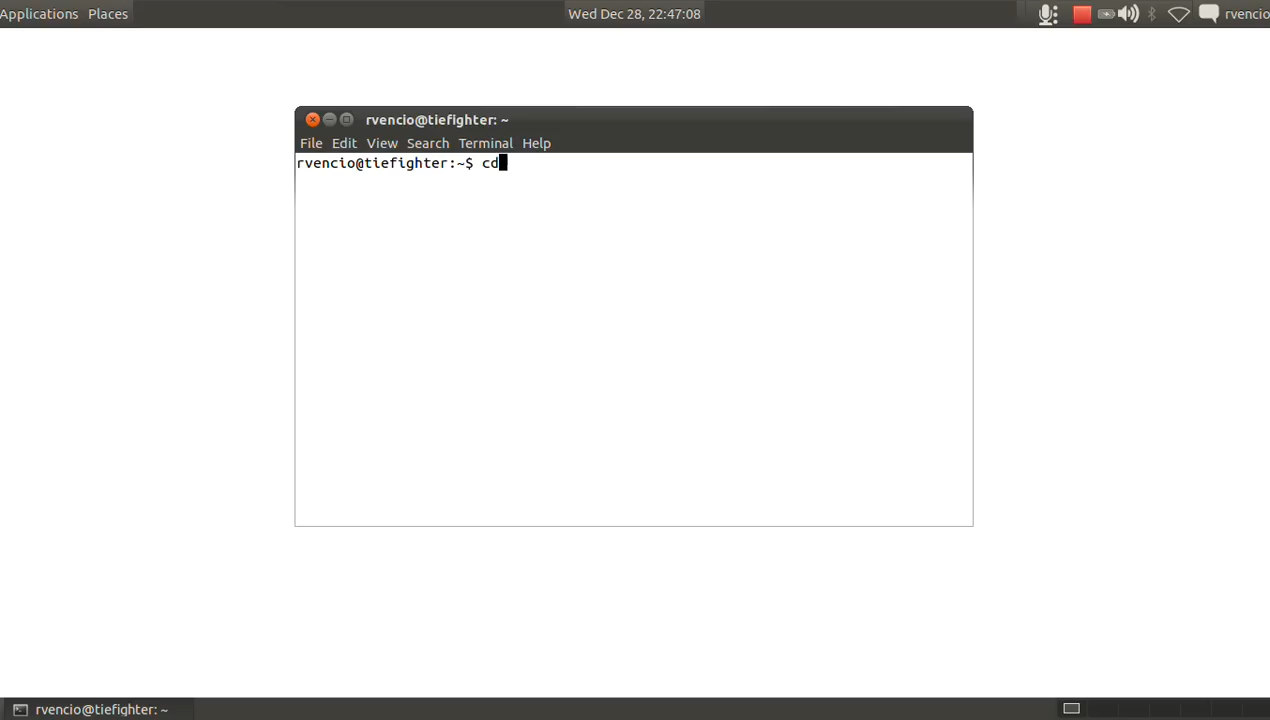 Applications Places Wed Dec 28, 22:47:08 rvencio
rvencio@tiefighter: ~
File Edit View Search Terminal Help
rvencio@tiefighter:~$ cd
rvencio@tiefighter: ~